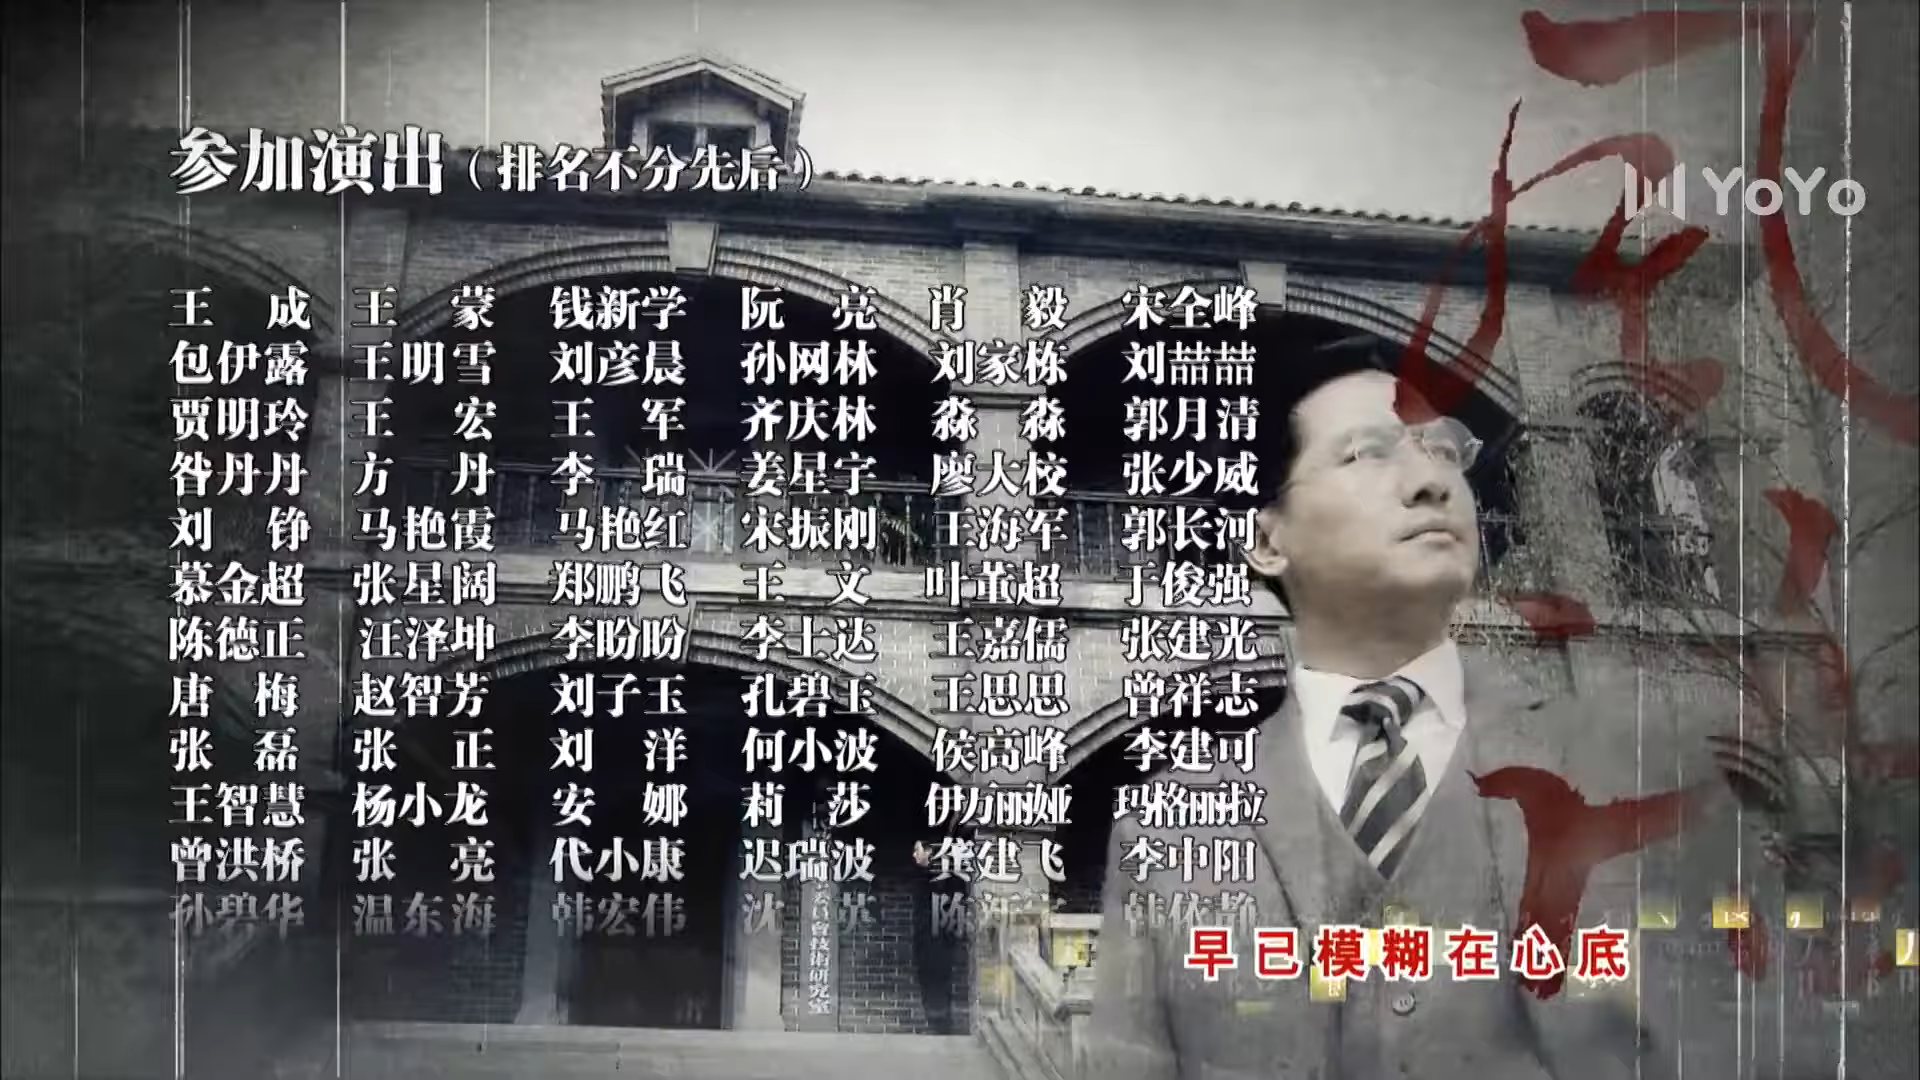 参加演出（排名不分先后）
YOYO
王 成 王 蒙 钱新学 阮 亮 肖 毅 宋全峰
包伊露 王明雪 刘彦晨 孙网林 刘家栋 刘喆喆
贾明玲 王 宏 王 军 齐庆林 淼 淼 郭月清
昝丹丹 方 丹 李 瑞 姜星宇 廖大校 张少威
刘 铮 马艳霞 马艳红 宋振刚 王海军 郭长河
慕金超 张星阔 郑鹏飞 王 文 叶董超 丁俊强
陈德正 汪泽坤 李盼盼 李士达 王嘉儒 张建光
唐 梅 赵智芳 刘子玉 孔碧玉 王思思 曾祥志
张 磊 张 正 刘 洋 何小波 侯高峰 李建可
王智慧 杨小龙 安 娜 莉 莎 伊万丽娅 玛格丽拉
曾洪桥 张 亮 代小康 迟瑞波 龚建飞 李中阳
孙碧华 温东海 韩宏伟 沈 英 韩依静
早已模糊在心底